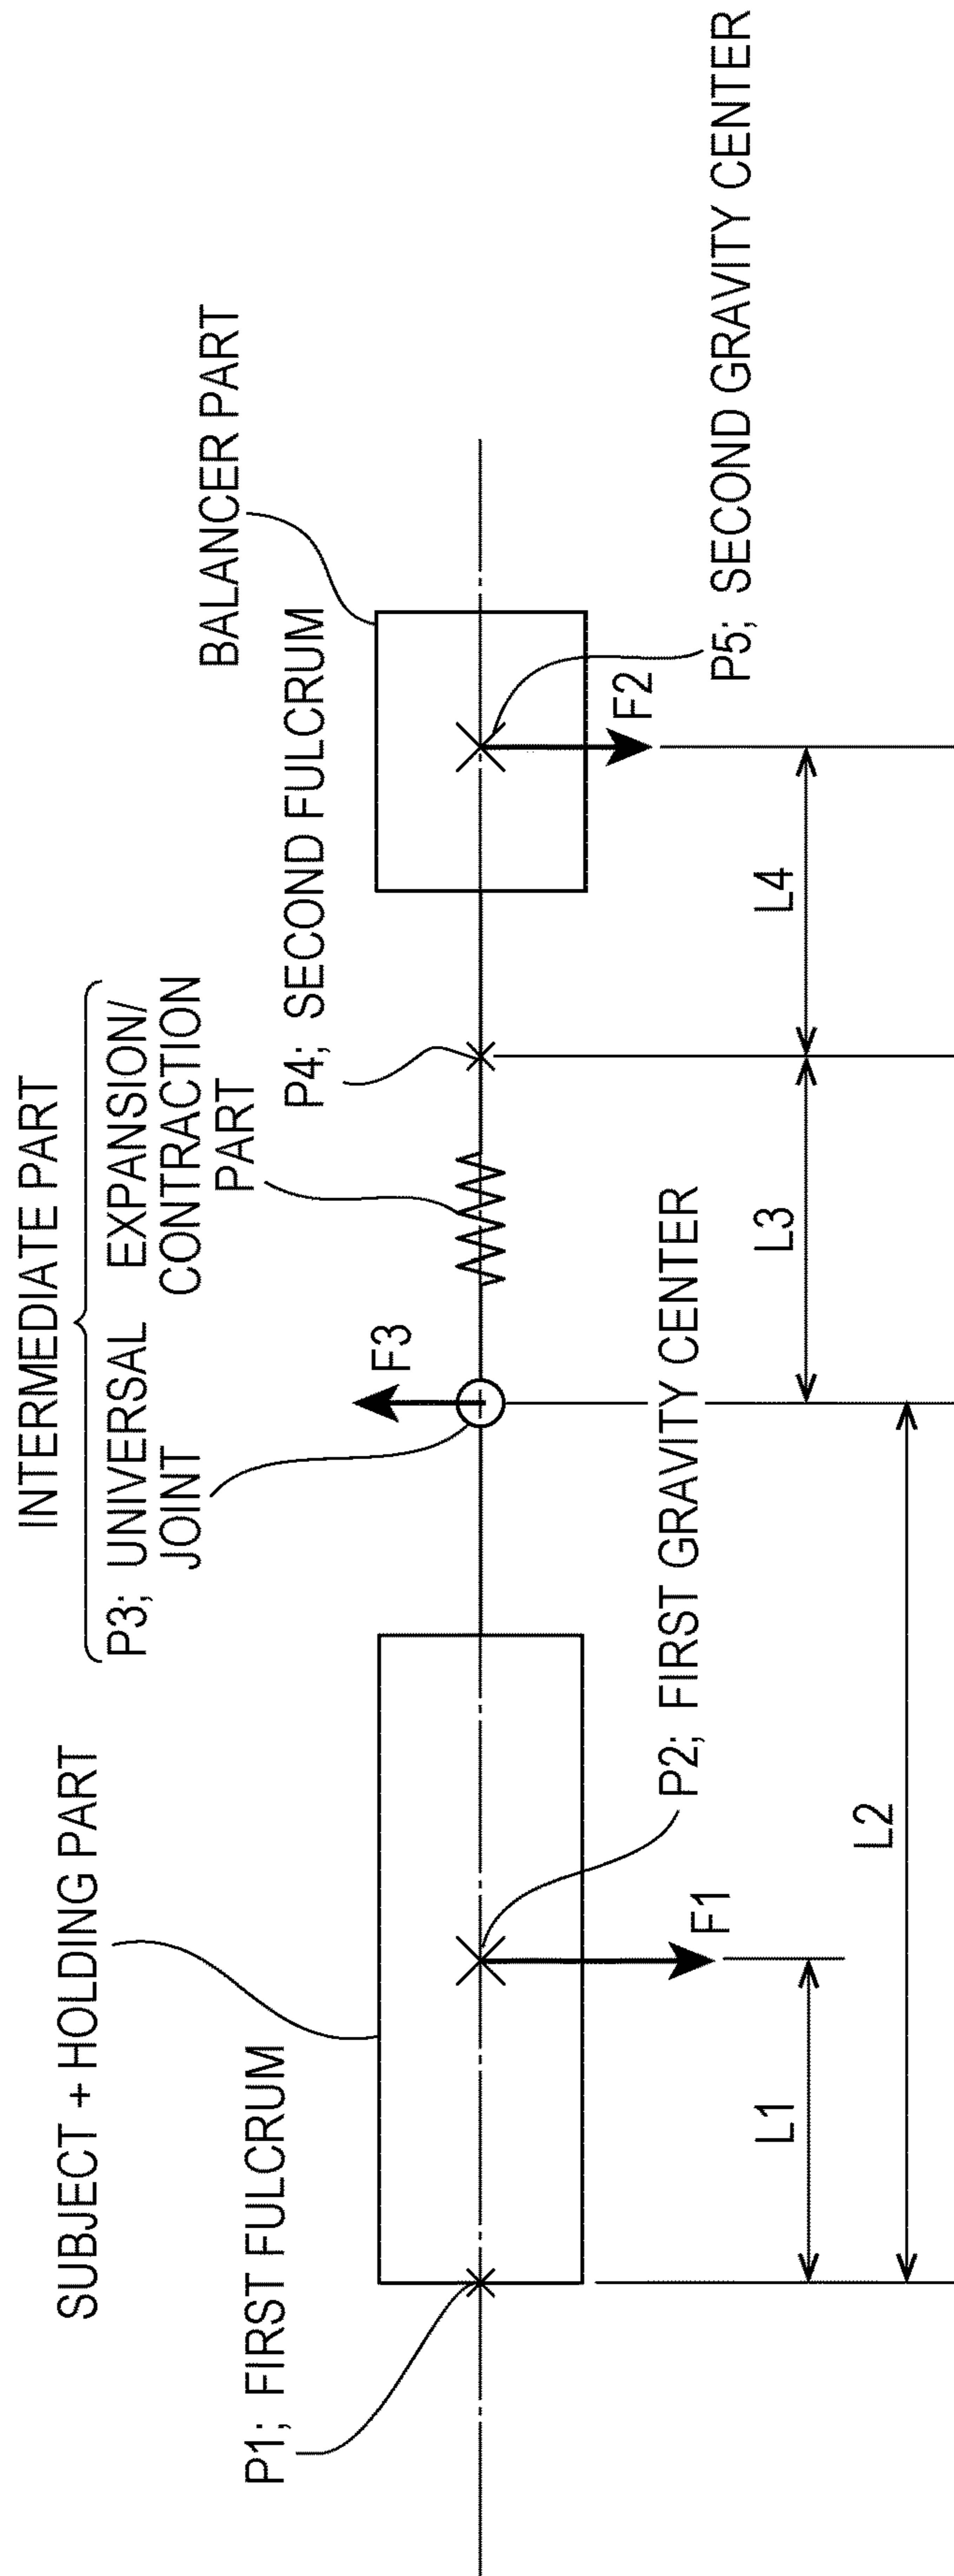 INTERMEDIATE PART
P3; UNIVERSAL JOINT
EXPANSION/
CONTRACTION
PART
SUBJECT + HOLDING PART
BALANCER PART
P1; FIRST FULCRUM
P4; SECOND FULCRUM
F3
F1
F2
P2; FIRST GRAVITY CENTER
P5; SECOND GRAVITY CENTER
L1
L3
L4
L2